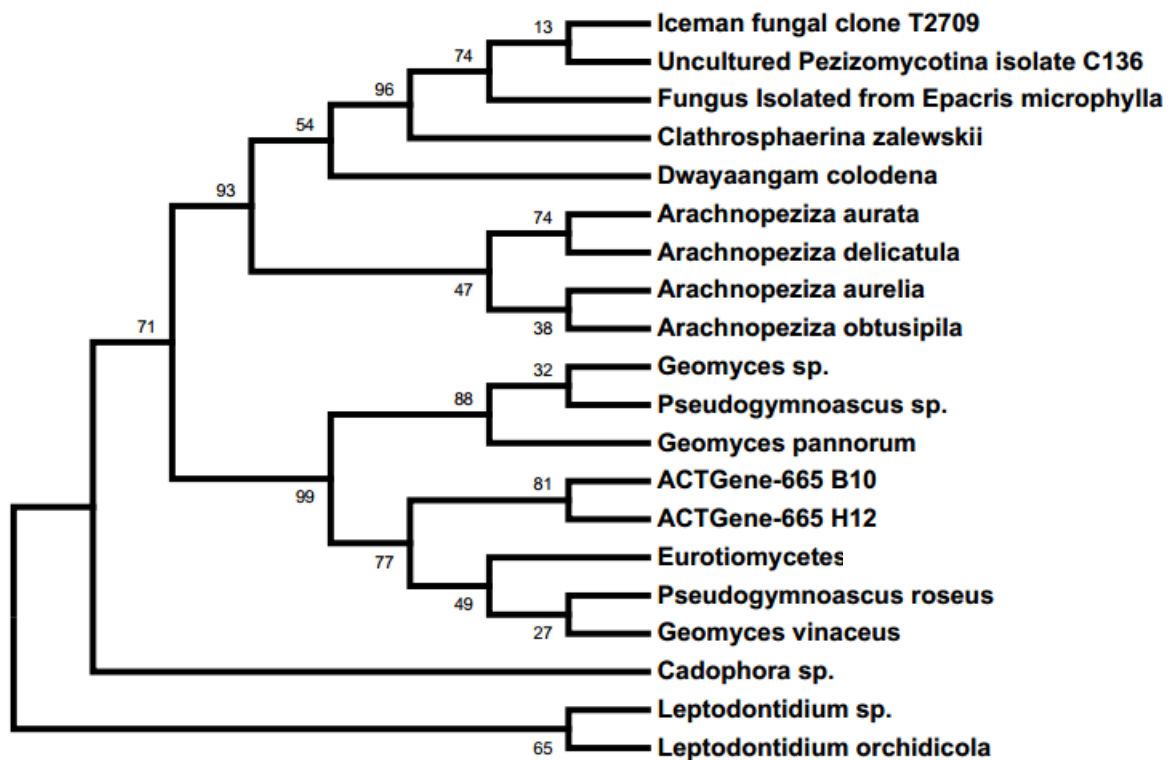 Iceman fungal clone T2709
13
Uncultured Pezizomycotina isolate C136
74
Fungus Isolated from Epacris microphylla
96
Clathrosphaerina zalewskii
54
Dwayaangam colodena
93
Arachnopeziza aurata
74
Arachnopeziza delicatula
47
Arachnopeziza aurelia
38
Arachnopeziza obtusipila
71
Geomyces sp.
32
Pseudogymnoascus sp.
88
Geomyces pannorum
99
ACTGene-665 B10
81
ACTGene-665 H12
77
Eurotiomycetes
49
Pseudogymnoascus roseus
27
Geomyces vinaceus
Cadophora sp.
Leptodontidium sp.
65
Leptodontidium orchidicola